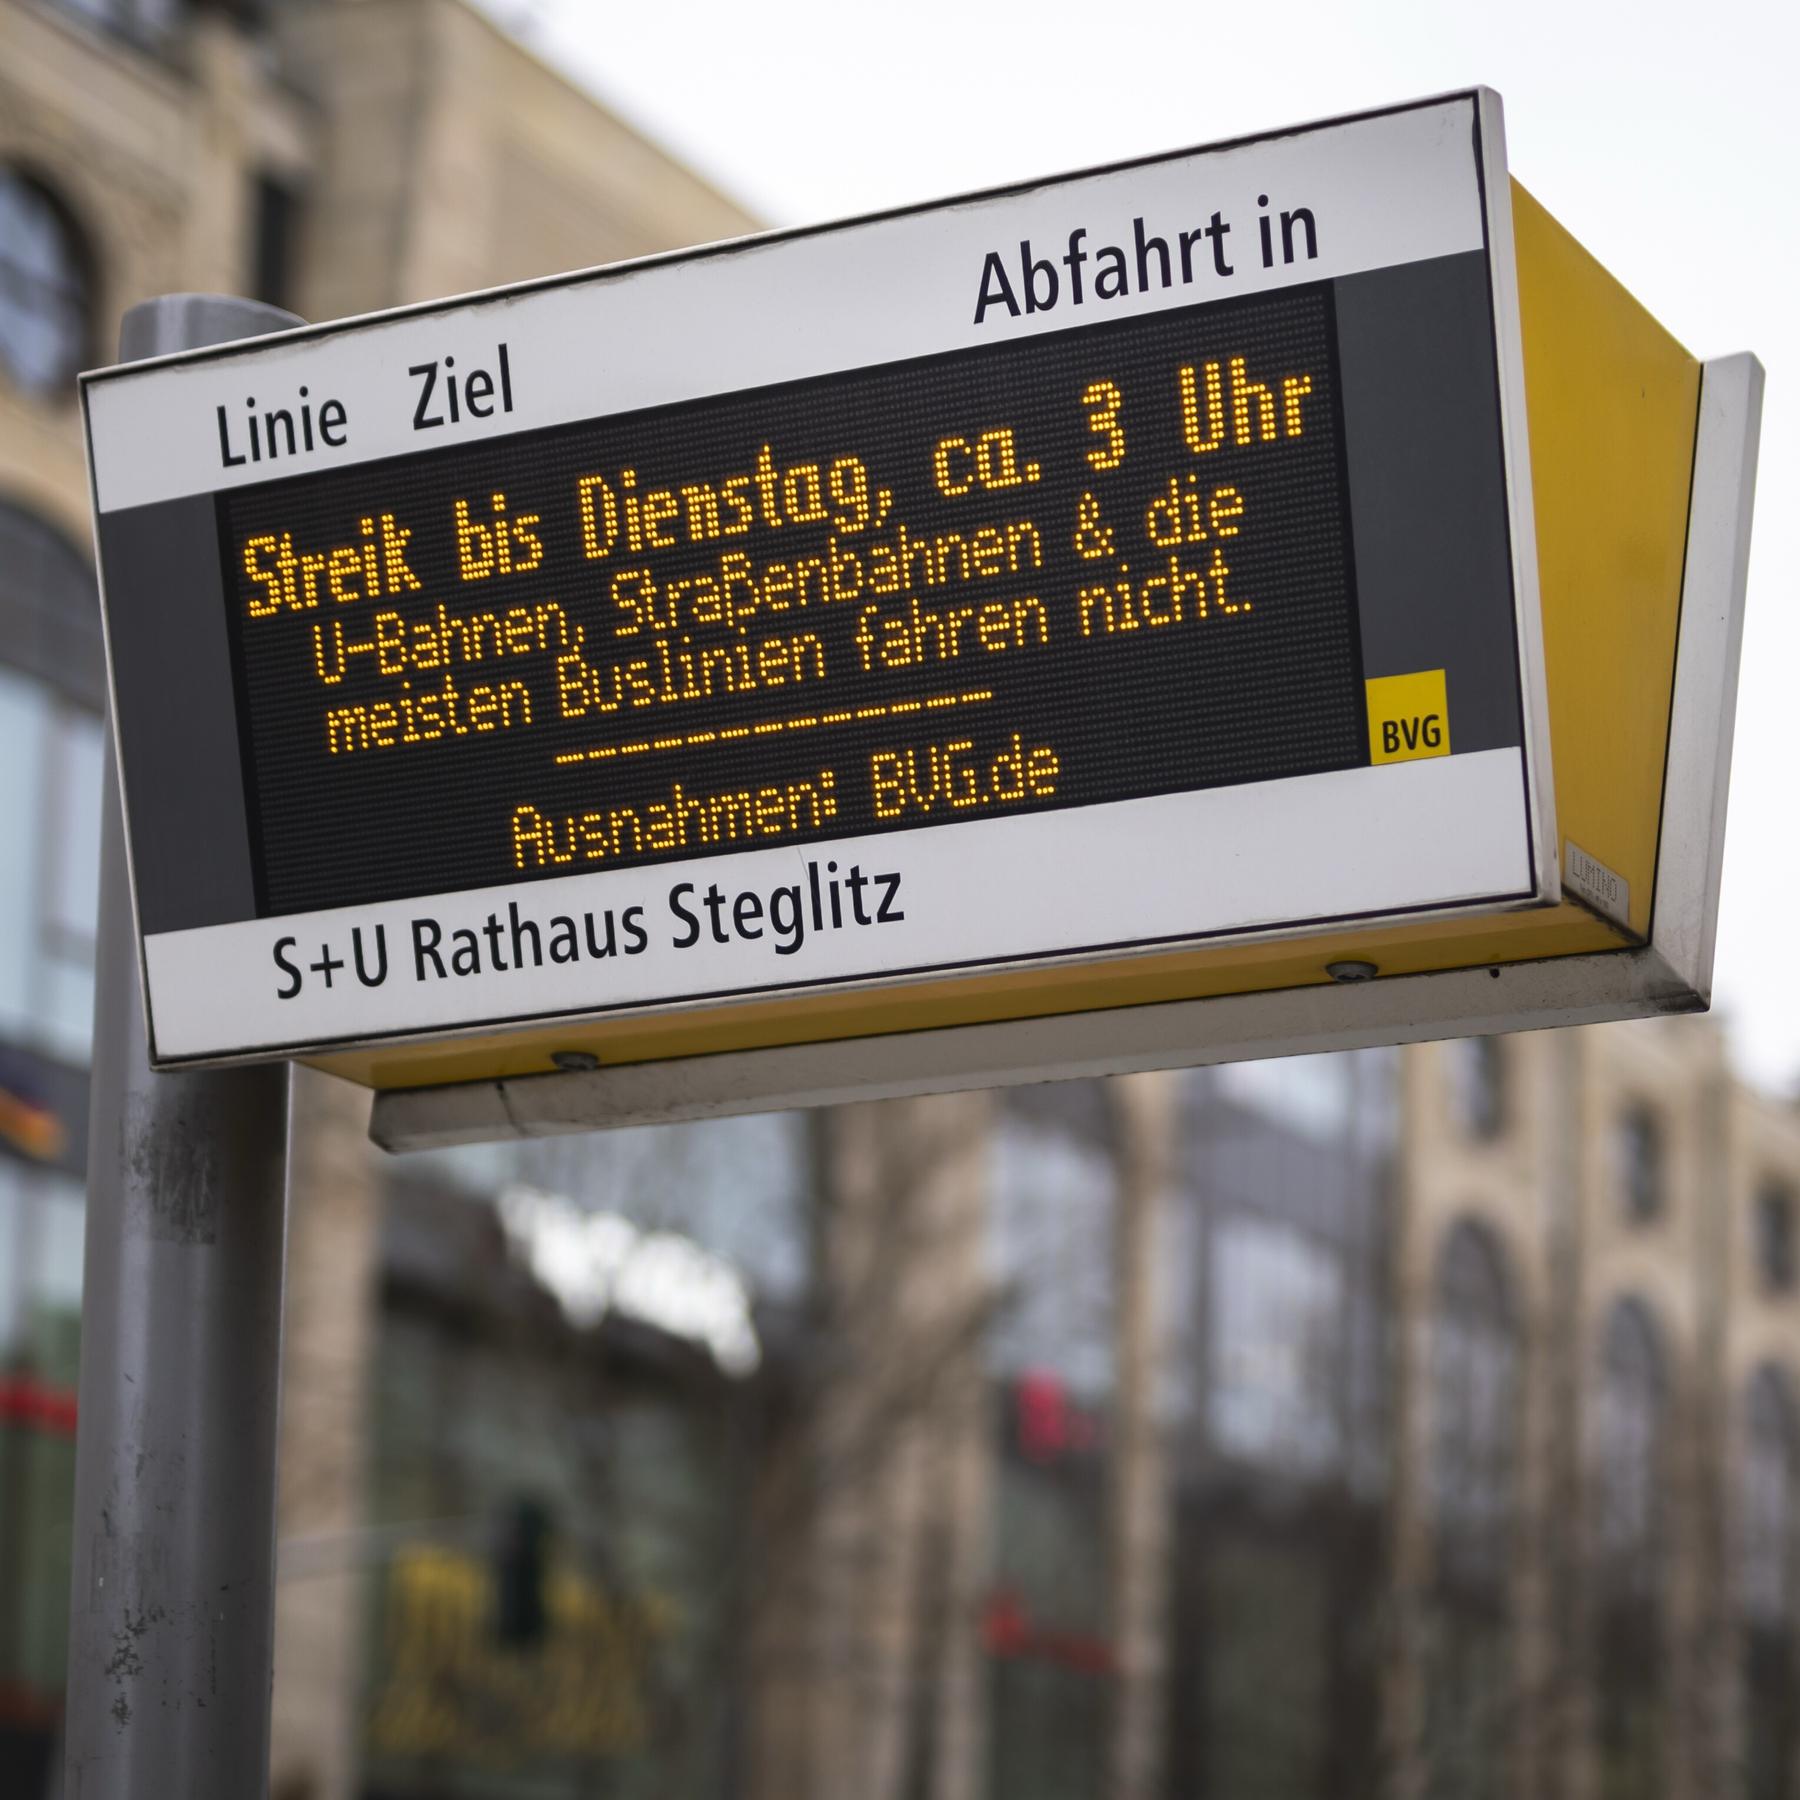 Linie Ziel Abfahrt in
Streik bis Dienstag, ca. 3 Uhr
U-Bahnen, Straßenbahnen & die
meisten Buslinien fahren nicht.
----------------
Ausnahmen: BVG.de
BVG
S+U Rathaus Steglitz
LUMINO